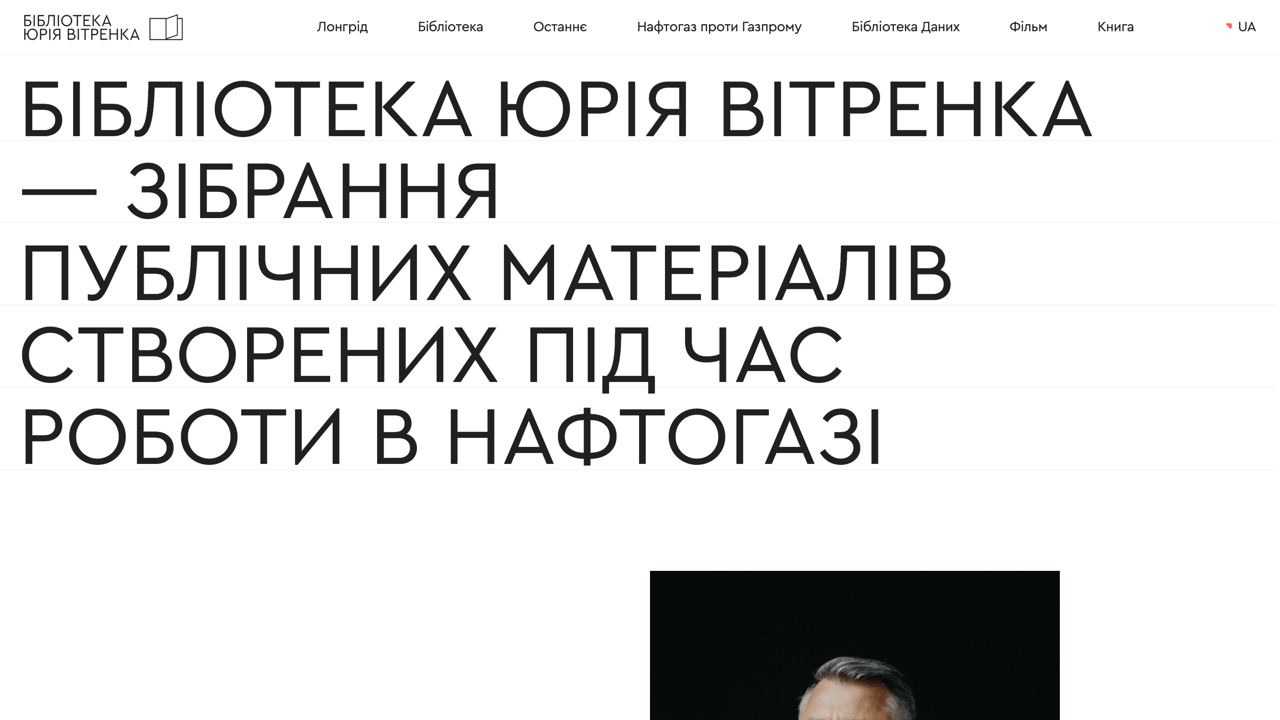 БІБЛІОТЕКА
ЮРІЯ ВІТРЕНКА
Лонгрід
Бібліотека
Останнє
Нафтогаз проти Газпрому
Бібліотека Даних
Фільм
Книга
UA
БІБЛІОТЕКА ЮРІЯ ВІТРЕНКА
— ЗІБРАННЯ
ПУБЛІЧНИХ МАТЕРІАЛІВ
СТВОРЕНИХ ПІД ЧАС
РОБОТИ В НАФТОГАЗІ